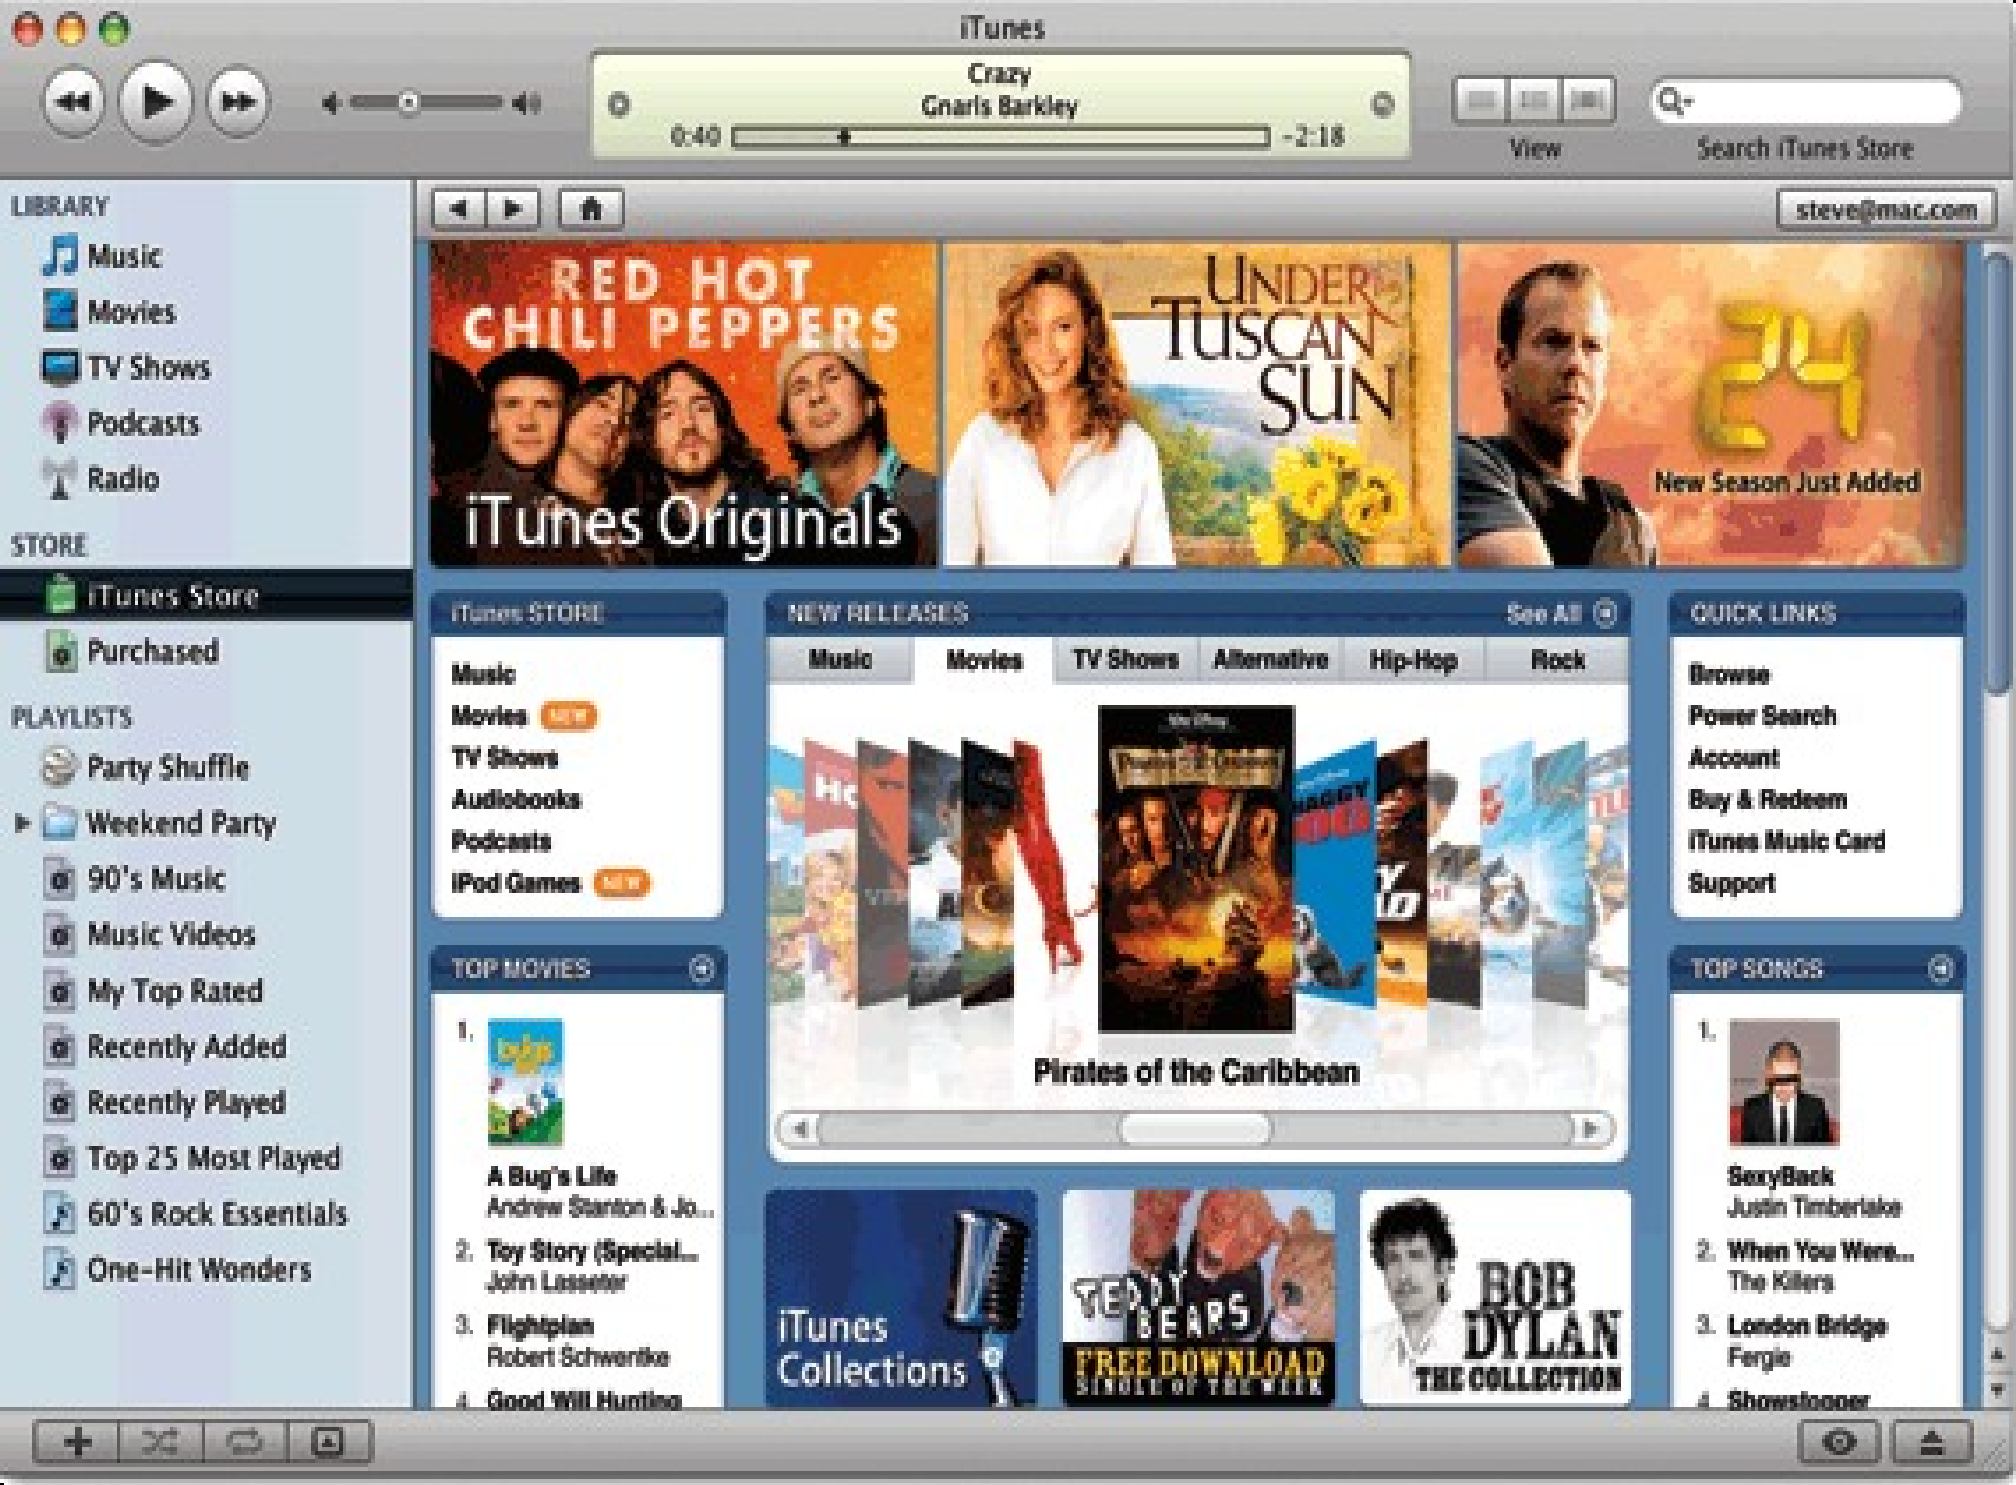 iTunes
Crazy
Gnarls Barkley
0:40
-2:18
View
Search iTunes Store
LIBRARY
Music
Movies
TV Shows
Podcasts
Radio
STORE
iTunes Store
Purchased
PLAYLISTS
Party Shuffle
Weekend Party
90's Music
Music Videos
My Top Rated
Recently Added
Recently Played
Top 25 Most Played
60's Rock Essentials
One-Hit Wonders
steve@mac.com
RED HOT
CHILI PEPPERS
iTunes Originals
UNDER
TUSCAN
SUN
24
New Season Just Added
iTunes STORE
Music
Movies NEW
TV Shows
Audiobooks
Podcasts
iPod Games NEW
TOP MOVIES
1.
A Bug's Life
Andrew Stanton & Jo...
2. Toy Story (Special...
John Lasseter
3. Flightplan
Robert Schwentke
4. Good Will Hunting
NEW RELEASES
See All
Music Movies TV Shows Alternative Hip-Hop Rock
Pirates of the Caribbean
iTunes
Collections
TEDDY
BEARS
FREE DOWNLOAD
SINGLE OF THE WEEK
BOB
DYLAN
THE COLLECTION
QUICK LINKS
Browse
Power Search
Account
Buy & Redeem
iTunes Music Card
Support
TOP SONGS
1.
SexyBack
Justin Timberlake
2. When You Were...
The Killers
3. London Bridge
Fergie
4. Showstopper